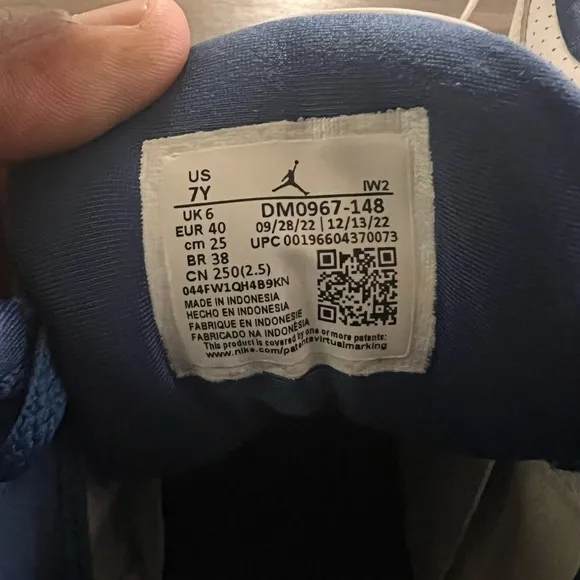 US
7Y
IW2
UK 6
DM0967-148
EUR 40
09/28/22 | 12/13/22
cm 25
UPC 00196604370073
BR 38
CN 250(2.5)
044FW1QH4B9KN
MADE IN INDONESIA
HECHO EN INDONESIA
FABRIQUE EN INDONESIE
FABRICADO NA INDONÉSIA
This product is covered by one or more patents.
www.nike.com/patentsvirtualmarking